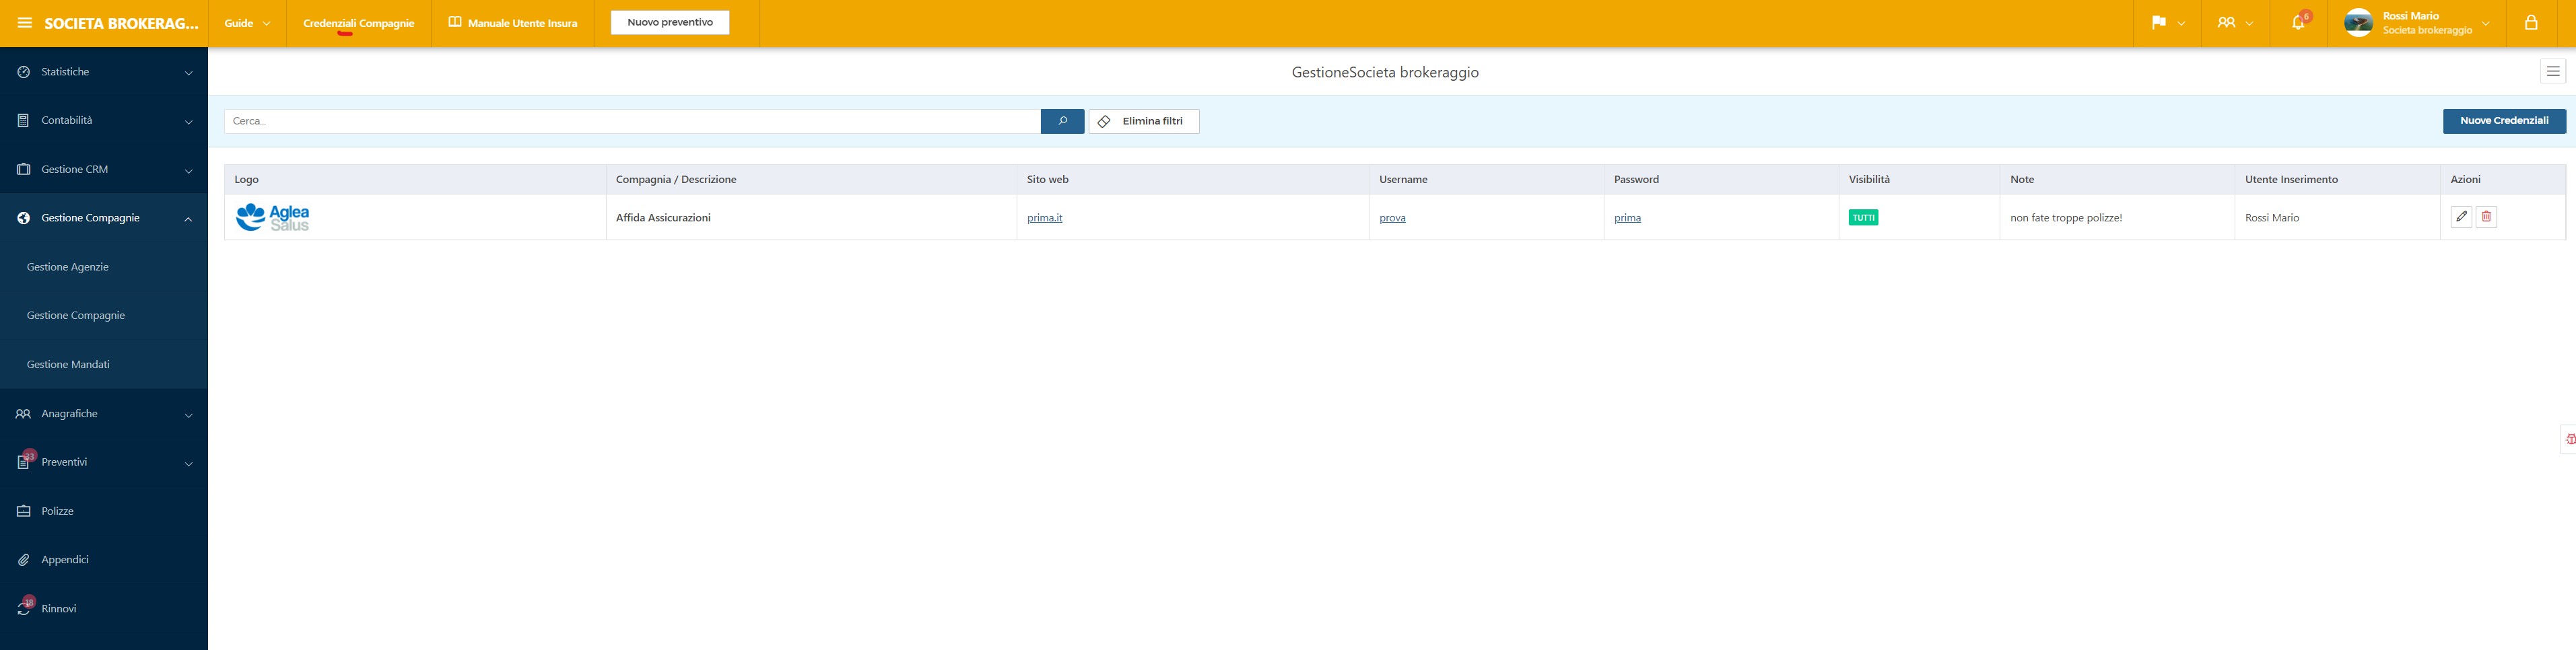 SOCIETA BROKERAG...
Guide
Credenziali Compagnie
Manuale Utente Insura
Nuovo preventivo
6
Rossi Mario
Societa brokeraggio
Statistiche
Contabilità
Gestione CRM
Gestione Compagnie
Gestione Agenzie
Gestione Compagnie
Gestione Mandati
Anagrafiche
33
Preventivi
Polizze
Appendici
18
Rinnovi
GestioneSocieta brokeraggio
Cerca...
Elimina filtri
Nuove Credenziali
Logo
Compagnia / Descrizione
Sito web
Username
Password
Visibilità
Note
Utente Inserimento
Azioni
Aglea
Salus
Affida Assicurazioni
prima.it
prova
prima
TUTTI
non fate troppe polizze!
Rossi Mario